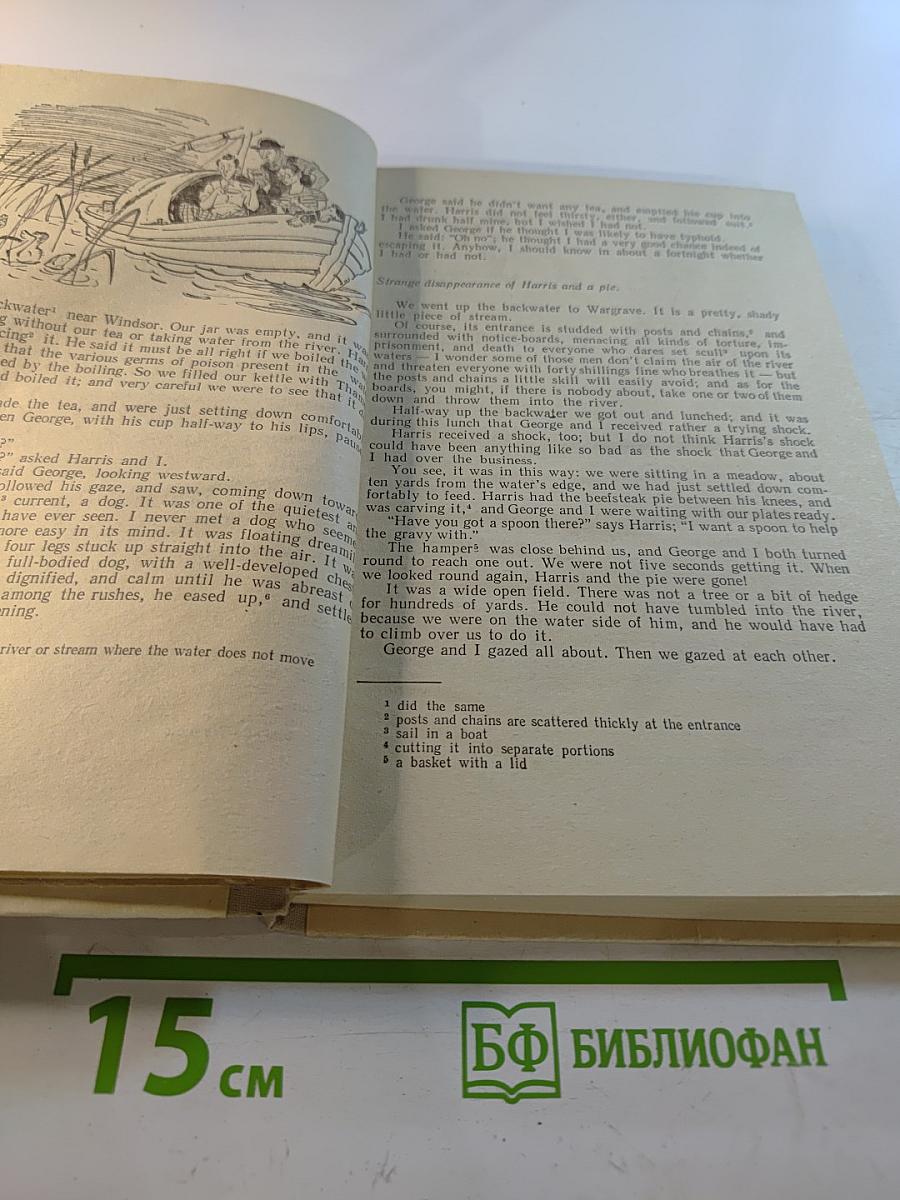 ckwater¹ near Windsor. Our jar was empty, and it
g without our tea or taking water from the river.
cing² it. He said it must be all right if we boiled the
that the various germs of poison present in the
ed by the boiling. So we filled our kettle with
d boiled it; and very careful we were to see that it
de the tea, and were just setting down comfortab
en George, with his cup half-way to his lips,
?"
?" asked Harris and I.
said George, looking westward.
ollowed his gaze, and saw, coming down towar
³ current, a dog. It was one of the quietest
have ever seen. I never met a dog who seeme
nore easy in its mind. It was floating dreami
four legs stuck up straight into the air. It
full-bodied dog, with a well-developed ches
dignified, and calm until he was abreast
among the rushes, he eased up,⁶ and settle
ning.
river or stream where the water does not move
George said he didn't want any tea, and emptied his cup into
the water. Harris did not feel thirsty, either, and followed suit.¹
I had drunk half mine, but I wished I had not.
I asked George if he thought I was likely to have typhoid.
He said: "Oh no"; he thought I had a very good chance indeed of
escaping it. Anyhow, I should know in about a fortnight whether
I had or had not.
Strange disappearance of Harris and a pie.
We went up the backwater to Wargrave. It is a pretty, shady
little piece of stream.
Of course, its entrance is studded with posts and chains,² and
surrounded with notice-boards, menacing all kinds of torture, im-
prisonment, and death to everyone who dares set scull³ upon its
waters — I wonder some of those men don't claim the air of the river
and threaten everyone with forty shillings fine who breathes it — but
the posts and chains a little skill will easily avoid; and as for the
boards, you might, if there is nobody about, take one or two of them
down and throw them into the river.
Half-way up the backwater we got out and lunched; and it was
during this lunch that George and I received rather a trying shock.
Harris received a shock, too; but I do not think Harris's shock
could have been anything like so bad as the shock that George and
I had over the business.
You see, it was in this way: we were sitting in a meadow, about
ten yards from the water's edge, and we had just settled down com-
fortably to feed. Harris had the beefsteak pie between his knees, and
was carving it,⁴ and George and I were waiting with our plates ready.
"Have you got a spoon there?" says Harris; "I want a spoon to help
the gravy with."
The hamper⁵ was close behind us, and George and I both turned
round to reach one out. We were not five seconds getting it. When
we looked round again, Harris and the pie were gone!
It was a wide open field. There was not a tree or a bit of hedge
for hundreds of yards. He could not have tumbled into the river,
because we were on the water side of him, and he would have had
to climb over us to do it.
George and I gazed all about. Then we gazed at each other.
¹ did the same
² posts and chains are scattered thickly at the entrance
³ sail in a boat
⁴ cutting it into separate portions
⁵ a basket with a lid
15 см
БФ БИБЛИОФАН